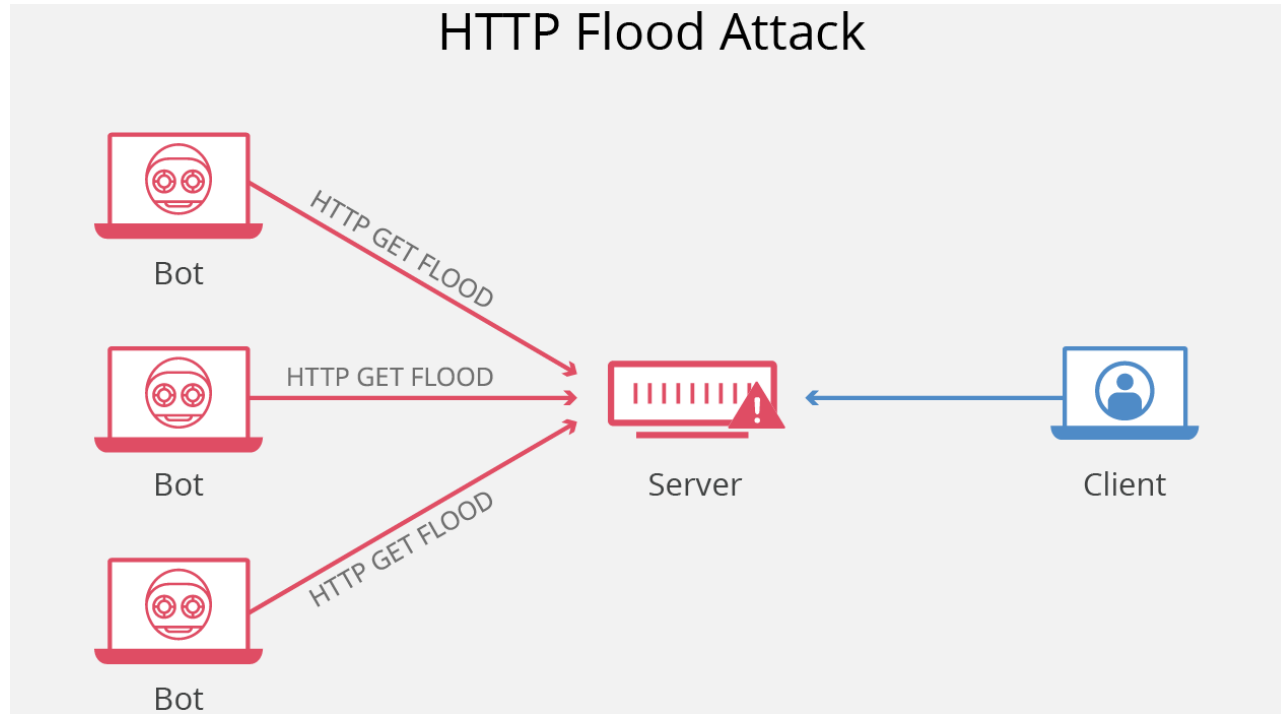 HTTP Flood Attack
HTTP GET FLOOD
Bot
HTTP GET FLOOD
Bot
Server
Client
HTTP GET FLOOD
Bot